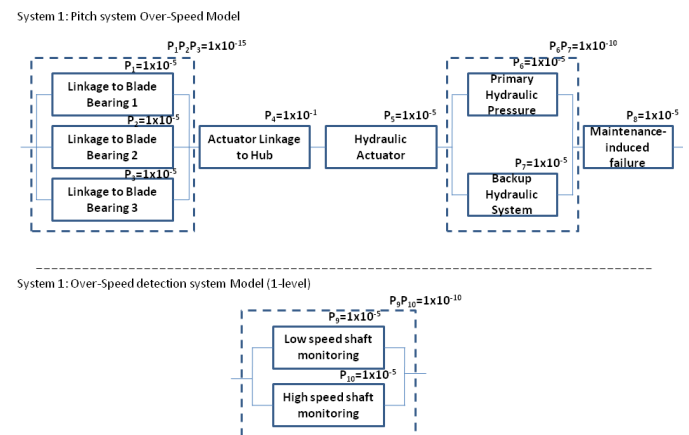 System 1: Pitch system Over-Speed Model
P₁P₂P₃=1x10⁻¹⁵
P₆P₇=1x10⁻¹⁰
P₁=1x10⁻⁵
Linkage to Blade
Bearing 1
P₂=1x10⁻⁵
Linkage to Blade
Bearing 2
P₃=1x10⁻⁵
Linkage to Blade
Bearing 3
P₄=1x10⁻¹
Actuator Linkage
to Hub
P₅=1x10⁻⁵
Hydraulic
Actuator
P₆=1x10⁻⁵
Primary
Hydraulic
Pressure
P₇=1x10⁻⁵
Backup
Hydraulic
System
P₈=1x10⁻⁵
Maintenance-
induced
failure
System 1: Over-Speed detection system Model (1-level)
P₉P₁₀=1x10⁻¹⁰
P₉=1x10⁻⁵
Low speed shaft
monitoring
P₁₀=1x10⁻⁵
High speed shaft
monitoring